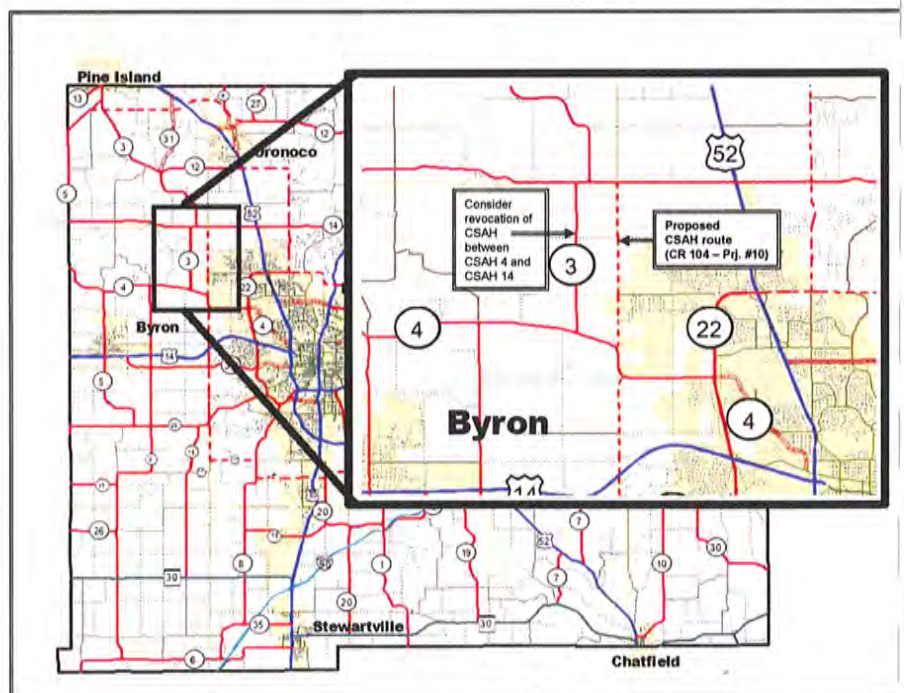 Pine Island
13
27
31
3
12
12
Oronoco
5
52
14
3
4
22
4
Byron
14
5
26
8
30
35
6
20
1
20
19
Stewartville
30
52
7
7
19
30
Chatfield
52
Consider
revocation of
CSAH
between
CSAH 4 and
CSAH 14
Proposed
CSAH route
(CR 104 – Prj. #10)
3
4
22
4
Byron
14